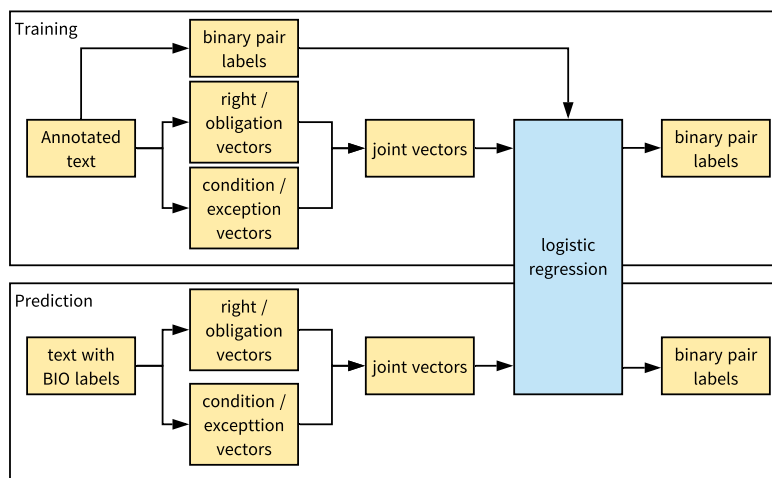 Training
binary pair
labels
Annotated
text
right /
obligation
vectors
condition /
exception
vectors
joint vectors
logistic
regression
binary pair
labels
Prediction
text with
BIO labels
right /
obligation
vectors
condition /
excepttion
vectors
joint vectors
binary pair
labels